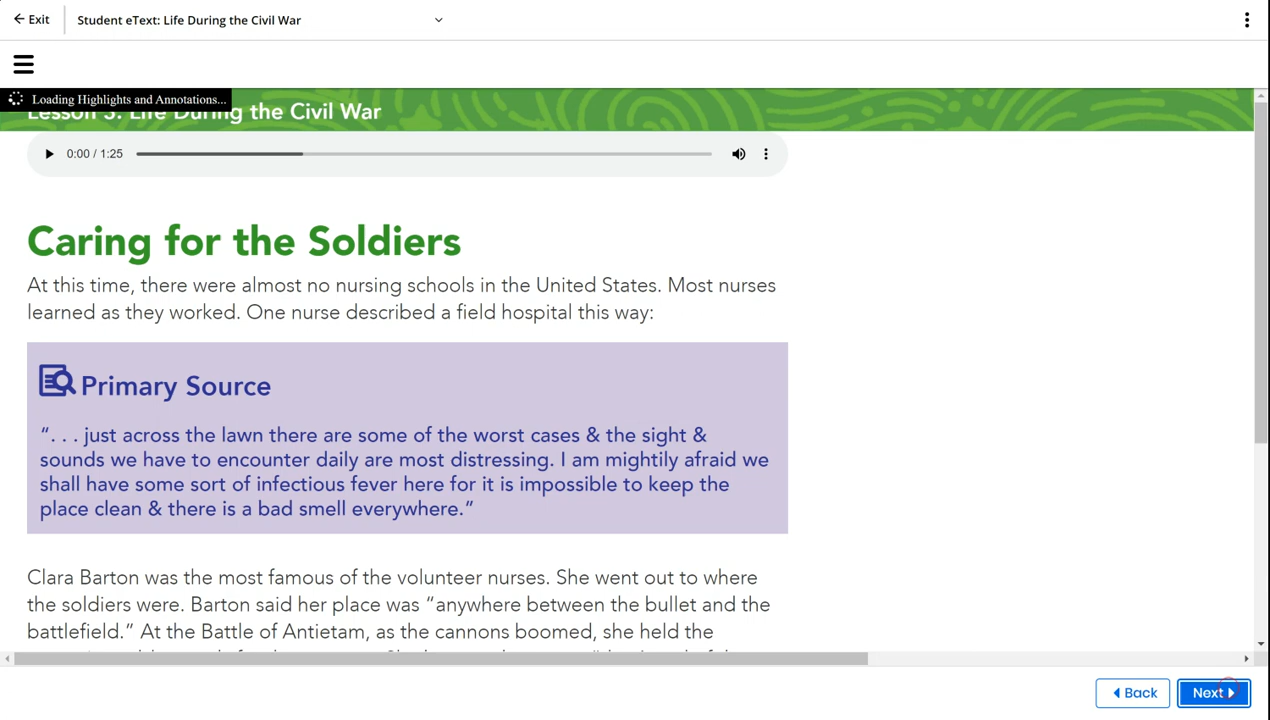 Exit
Student eText: Life During the Civil War
Loading Highlights and Annotations...
Lesson 3: Life During the Civil War
0:00 / 1:25
Caring for the Soldiers
At this time, there were almost no nursing schools in the United States. Most nurses
learned as they worked. One nurse described a field hospital this way:
Primary Source
“. . . just across the lawn there are some of the worst cases & the sight &
sounds we have to encounter daily are most distressing. I am mightily afraid we
shall have some sort of infectious fever here for it is impossible to keep the
place clean & there is a bad smell everywhere.”
Clara Barton was the most famous of the volunteer nurses. She went out to where
the soldiers were. Barton said her place was “anywhere between the bullet and the
battlefield.” At the Battle of Antietam, as the cannons boomed, she held the
Back
Next